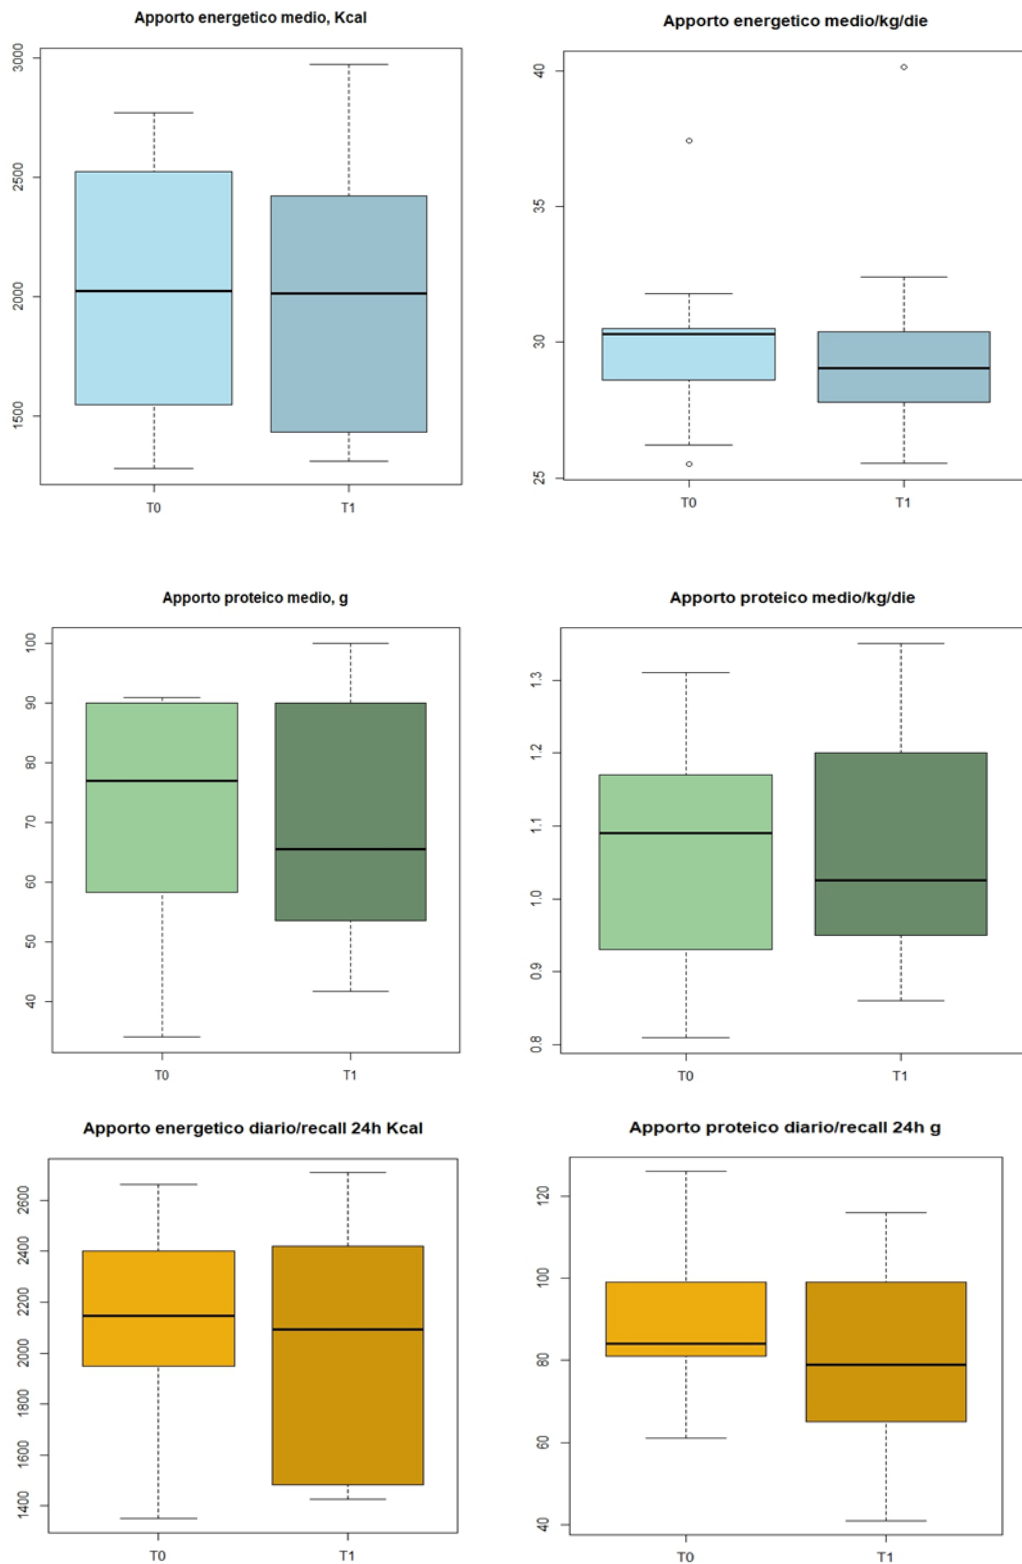 Apporto energetico medio, Kcal
3000
2500
2000
1500
T0 T1
Apporto energetico medio/kg/die
40
35
30
25
T0 T1
Apporto proteico medio, g
100
90
80
70
60
50
40
T0 T1
Apporto proteico medio/kg/die
1.3
1.2
1.1
1.0
0.9
0.8
T0 T1
Apporto energetico diario/recall 24h Kcal
2600
2400
2200
2000
1800
1600
1400
T0 T1
Apporto proteico diario/recall 24h g
120
100
80
60
40
T0 T1